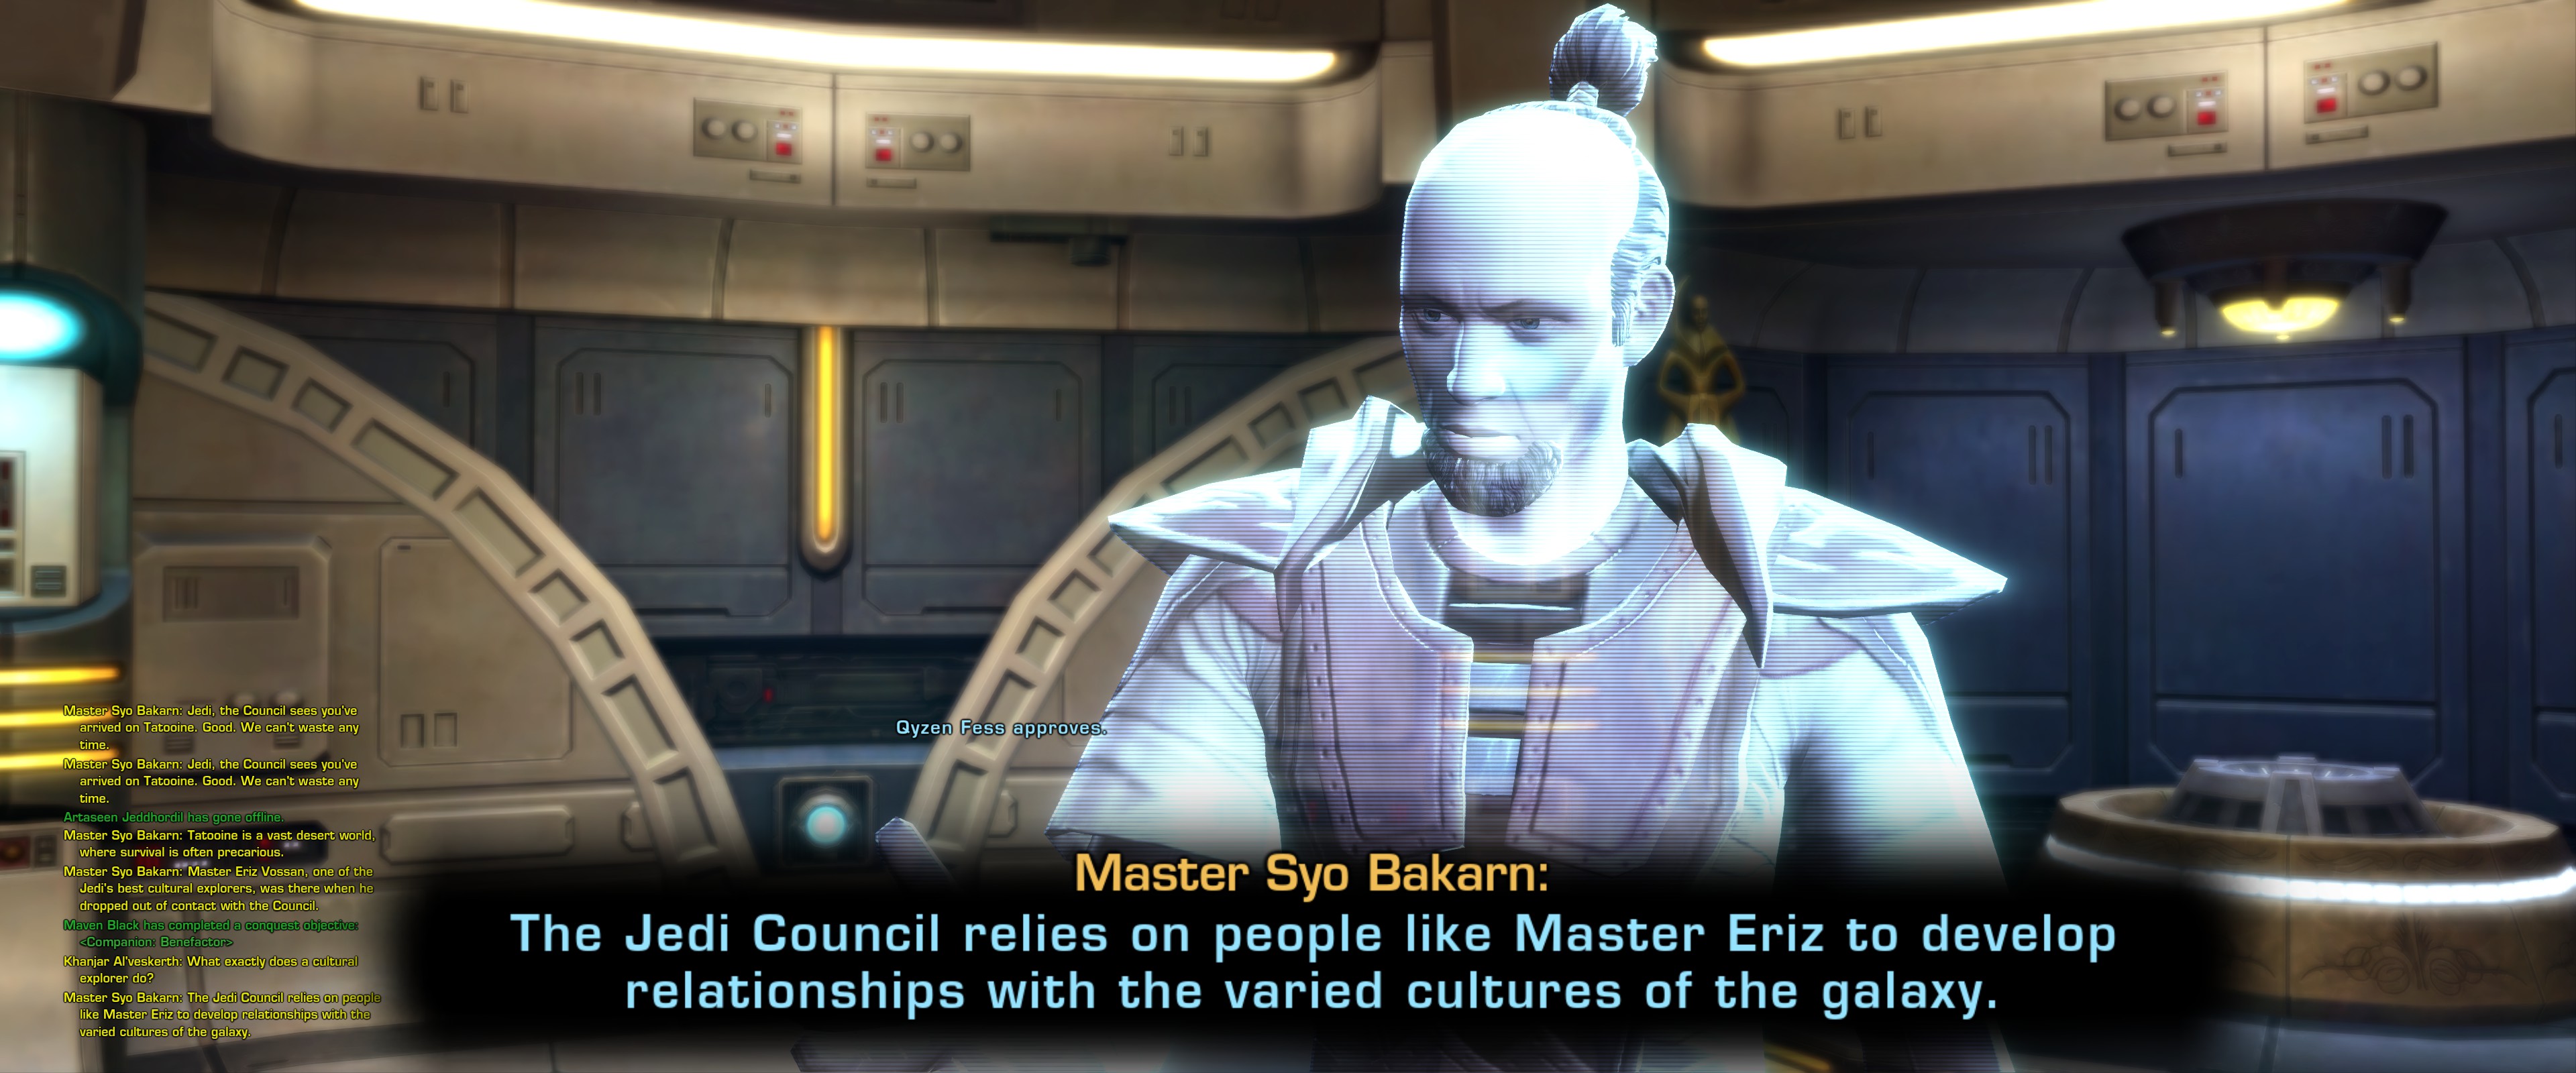 Master Syo Bakarn: Jedi, the Council sees you've
arrived on Tatooine. Good. We can't waste any
time.
Master Syo Bakarn: Jedi, the Council sees you've
arrived on Tatooine. Good. We can't waste any
time.
Artaseen Jeddhordil has gone offline.
Master Syo Bakarn: Tatooine is a vast desert world,
where survival is often precarious.
Master Syo Bakarn: Master Eriz Vossan, one of the
Jedi's best cultural explorers, was there when he
dropped out of contact with the Council.
Maven Black has completed a conquest objective:
<Companion: Benefactor>
Khanjar Al'veskerth: What exactly does a cultural
explorer do?
Master Syo Bakarn: The Jedi Council relies on people
like Master Eriz to develop relationships with the
varied cultures of the galaxy.
Qyzen Fess approves.
Master Syo Bakarn:
The Jedi Council relies on people like Master Eriz to develop
relationships with the varied cultures of the galaxy.